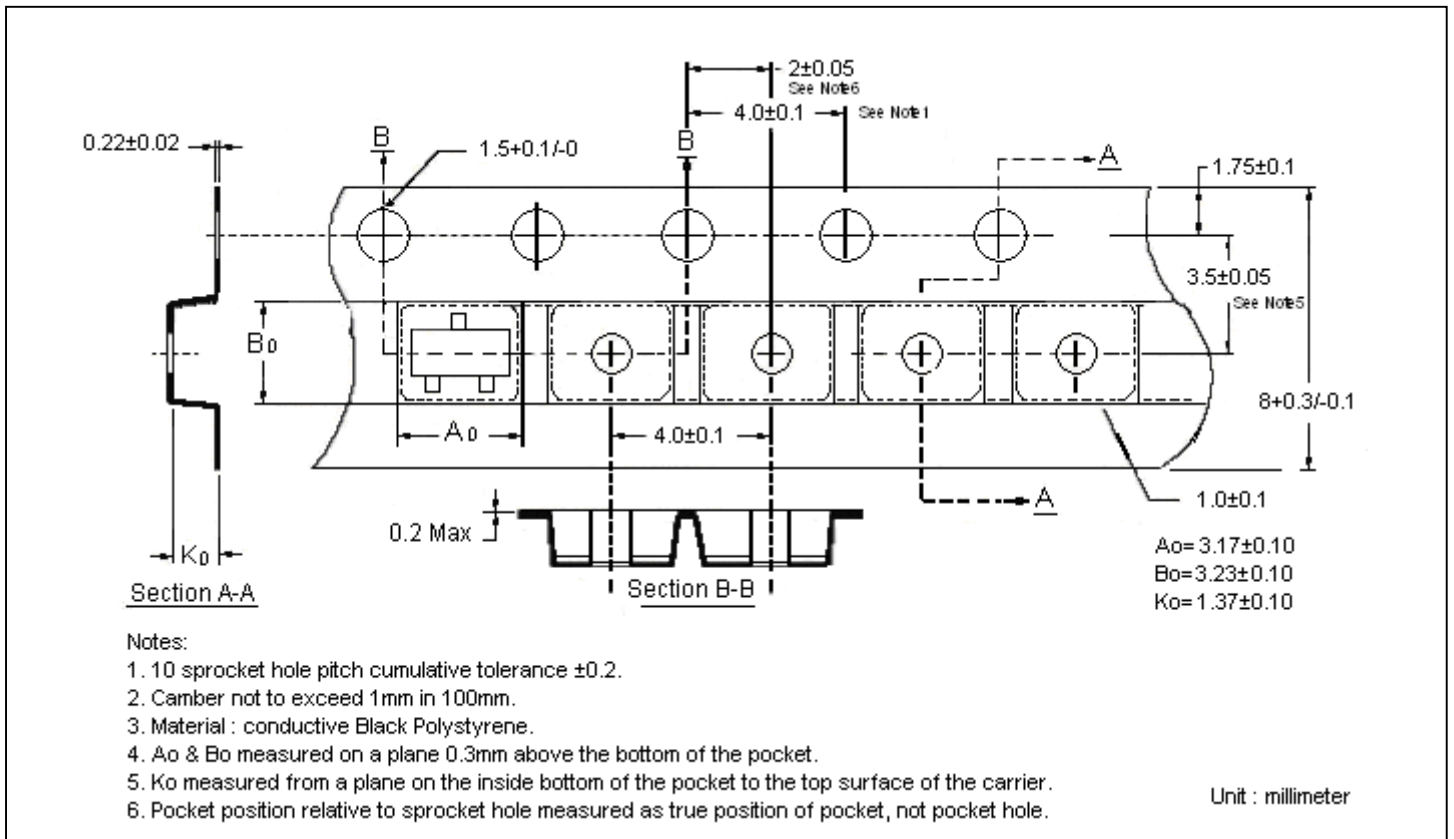 2±0.05
See Note6
4.0±0.1 See Note1
0.22±0.02
B
1.5+0.1/-0
B
A
1.75±0.1
3.5±0.05
See Note5
B0
8+0.3/-0.1
A0
4.0±0.1
A
1.0±0.1
0.2 Max
K0
Section A-A
Section B-B
Ao=3.17±0.10
Bo=3.23±0.10
Ko=1.37±0.10
Notes:
1. 10 sprocket hole pitch cumulative tolerance ±0.2.
2. Camber not to exceed 1mm in 100mm.
3. Material : conductive Black Polystyrene.
4. Ao & Bo measured on a plane 0.3mm above the bottom of the pocket.
5. Ko measured from a plane on the inside bottom of the pocket to the top surface of the carrier.
6. Pocket position relative to sprocket hole measured as true position of pocket, not pocket hole.
Unit : millimeter